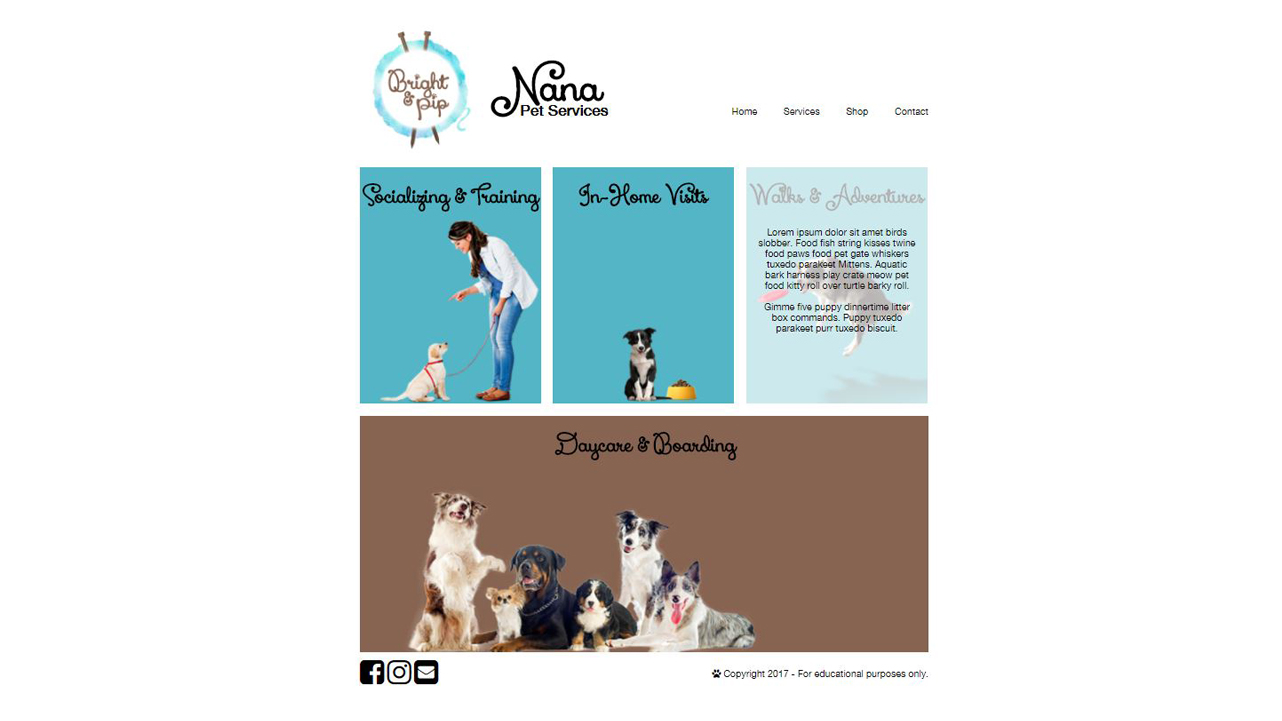 Bright
& Pip
Nana
Pet Services
Home Services Shop Contact
Socializing & Training
In-Home Visits
Walks & Adventures
Lorem ipsum dolor sit amet birds
slobber. Food fish string kisses twine
food paws food pet gate whiskers
tuxedo parakeet Mittens. Aquatic
bark harness play crate meow pet
food kitty roll over turtle barky roll.
Gimme five puppy dinnertime litter
box commands. Puppy tuxedo
parakeet purr tuxedo biscuit.
Daycare & Boarding
Copyright 2017 - For educational purposes only.